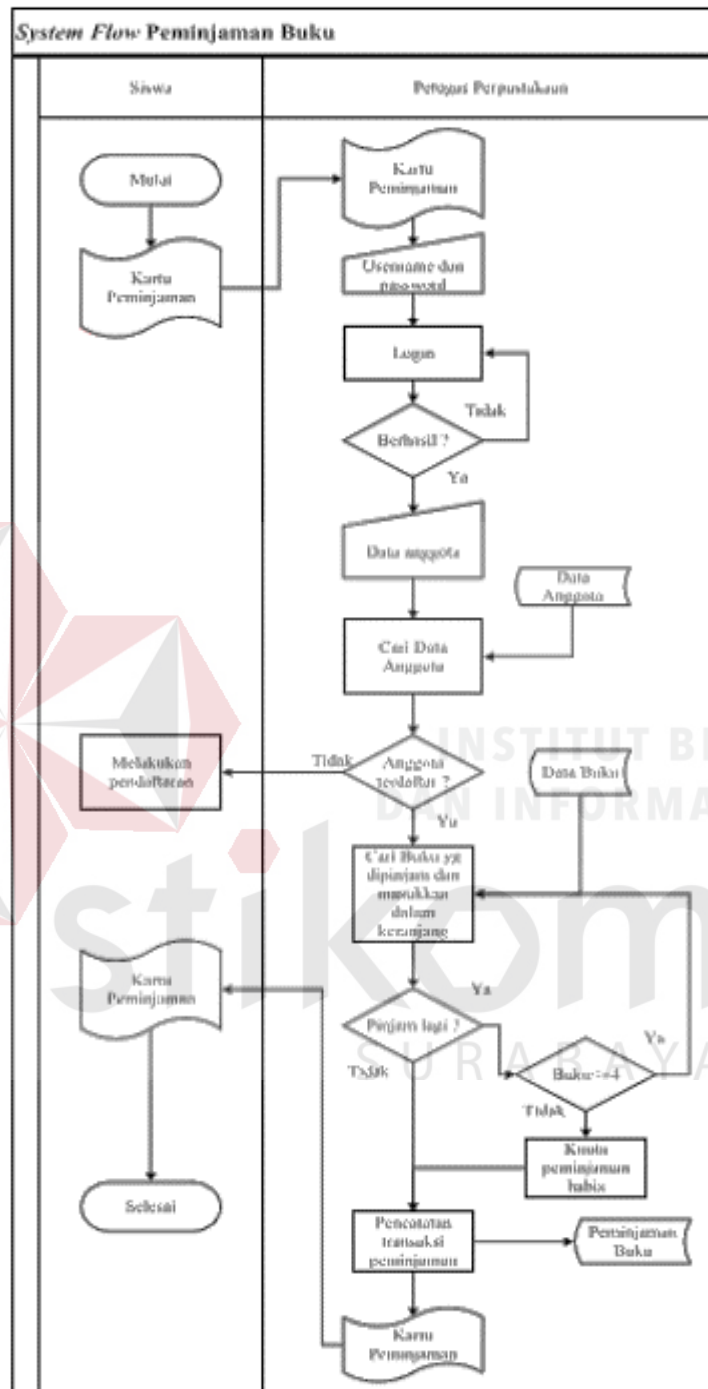 System Flow Peminjaman Buku
Siswa
Petugas Perpustakaan
Mulai
Kartu
Peminjaman
Kartu
Peminjaman
Username dan
password
Login
Tidak
Berhasil ?
Ya
Data anggota
Data
Anggota
Cari Data
Anggota
INSTITUT BI
DAN INFORMA
Melakukan
pendaftaran
Tidak
Anggota
terdaftar ?
Data Buku
Ya
Cari Buku yg
dipinjam dan
masukkan
dalam
keranjang
stikom
SURABAYA
Kartu
Peminjaman
Ya
Pinjam lagi ?
Tidak
Ya
Buku
Tidak
Kuota
peminjaman
habis
Selesai
Pencatatan
transaksi
peminjaman
Peminjaman
Buku
Kartu
Peminjaman